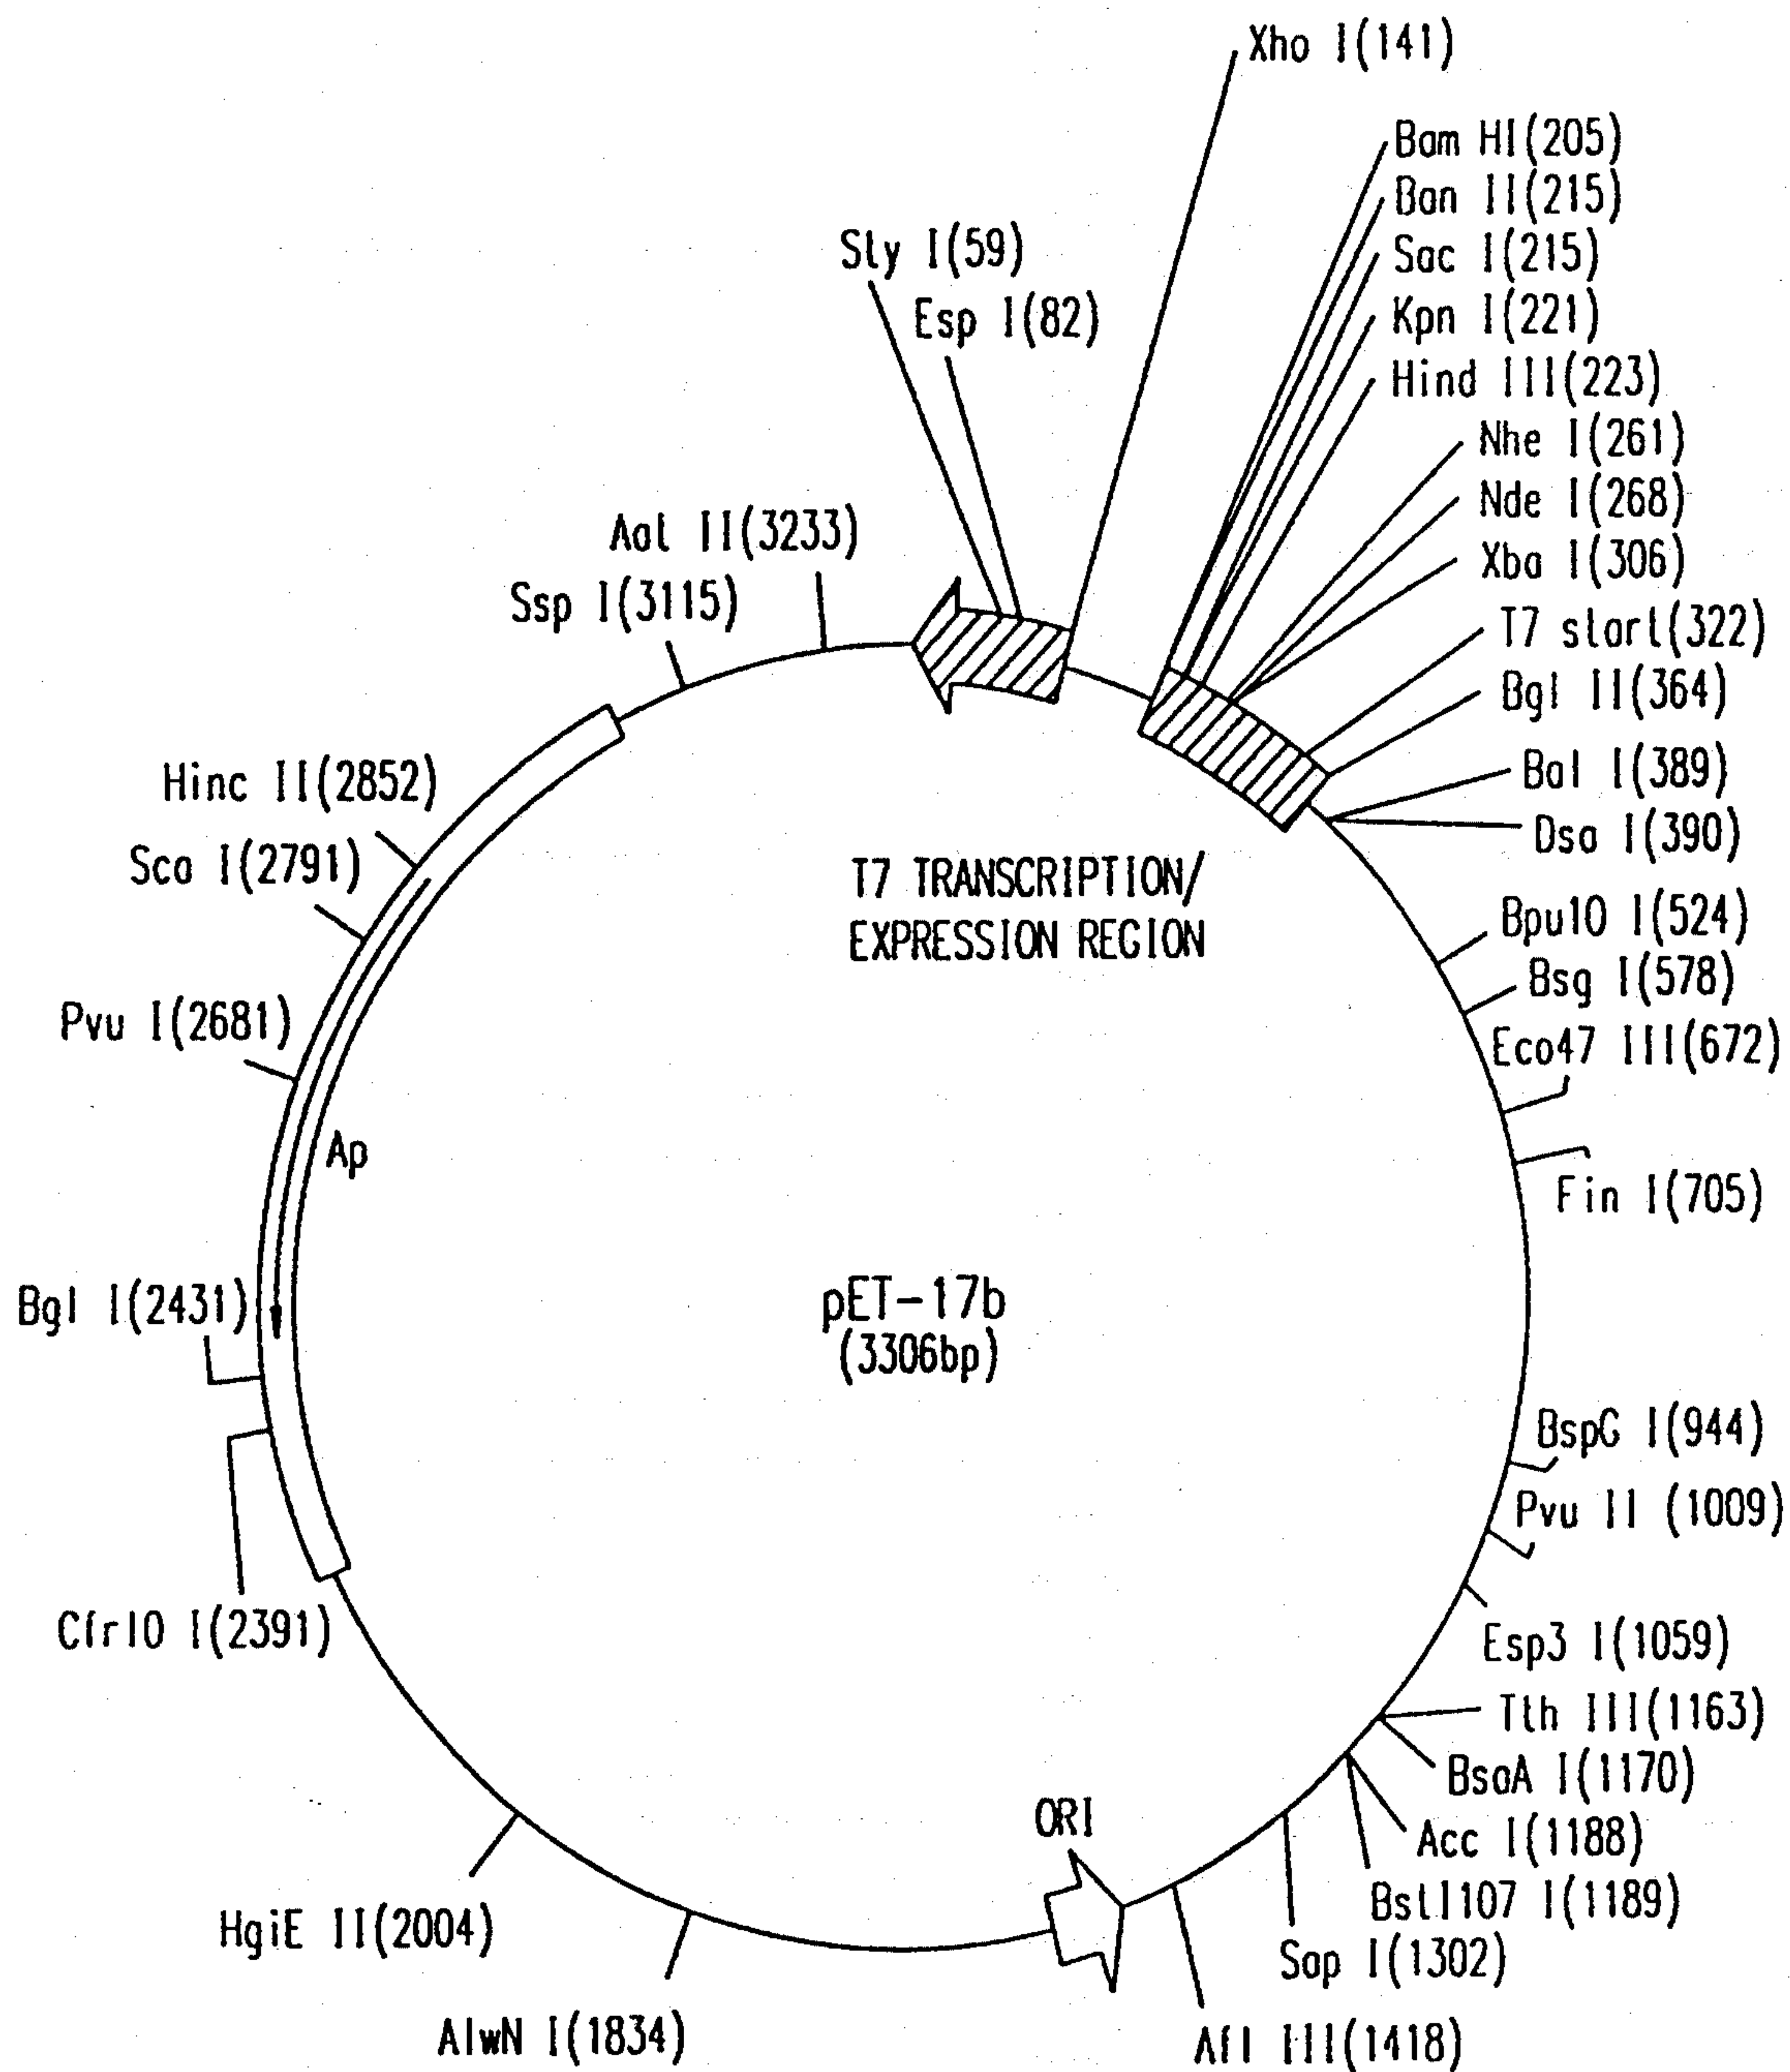 Xho I(141)
Bam HI(205)
Ban II(215)
Sac I(215)
Kpn I(221)
Hind III(223)
Nhe I(261)
Nde I(268)
Xba I(306)
T7 start(322)
Bgl II(364)
Bal I(389)
Dsa I(390)
Bpu10 I(524)
Bsg I(578)
Eco47 III(672)
Fin I(705)
BspG I(944)
Pvu II (1009)
Esp3 I(1059)
Tth III(1163)
BsaA I(1170)
Acc I(1188)
Bst1107 I(1189)
Sap I(1302)
Afl III(1418)
ORI
AlwN I(1834)
HgiE II(2004)
Cfr10 I(2391)
Bgl I(2431)
Ap
Pvu I(2681)
Sca I(2791)
Hinc II(2852)
Ssp I(3115)
Aat II(3233)
Sty I(59)
Esp I(82)
T7 TRANSCRIPTION/
EXPRESSION REGION
pET-17b
(3306bp)